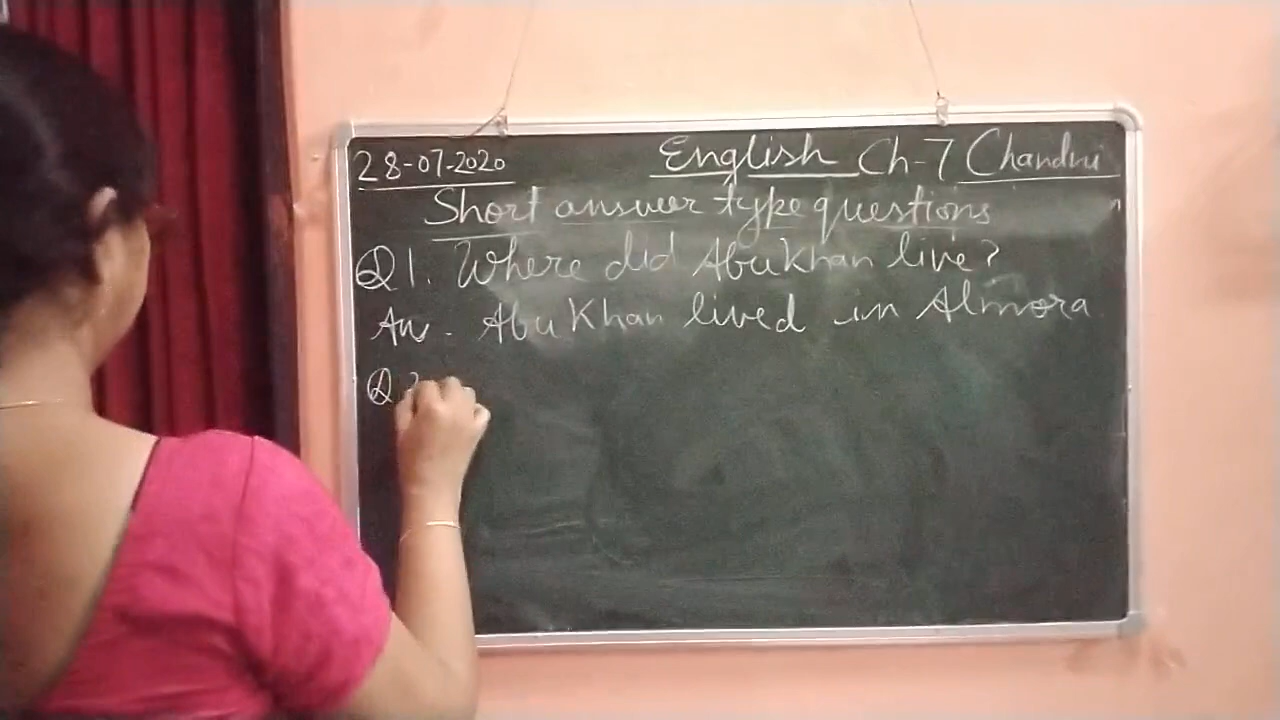 28-07-2020 English Ch-7 Chandni
Short answer type questions
Q1. Where did Abu Khan live?
An - Abu Khan lived in Almora
Q